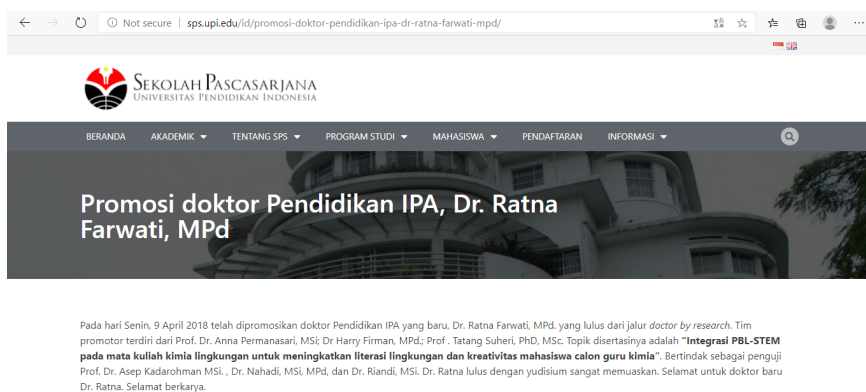 Not secure | sps.upi.edu/id/promosi-doktor-pendidikan-ipa-dr-ratna-farwati-mpd/
SEKOLAH PASCASARJANA
UNIVERSITAS PENDIDIKAN INDONESIA
BERANDA AKADEMIK TENTANG SPS PROGRAM STUDI MAHASISWA PENDAFTARAN INFORMASI
Promosi doktor Pendidikan IPA, Dr. Ratna
Farwati, MPd
Pada hari Senin, 9 April 2018 telah dipromosikan doktor Pendidikan IPA yang baru, Dr. Ratna Farwati, MPd. yang lulus dari jalur doctor by research. Tim
promotor terdiri dari Prof. Dr. Anna Permanasari, MSi; Dr Harry Firman, MPd.; Prof . Tatang Suheri, PhD, MSc. Topik disertasinya adalah “Integrasi PBL-STEM
pada mata kuliah kimia lingkungan untuk meningkatkan literasi lingkungan dan kreativitas mahasiswa calon guru kimia”. Bertindak sebagai penguji
Prof. Dr. Asep Kadarohman MSi. , Dr. Nahadi, MSi, MPd, dan Dr. Riandi, MSi. Dr. Ratna lulus dengan yudisium sangat memuaskan. Selamat untuk doktor baru
Dr. Ratna. Selamat berkarya.